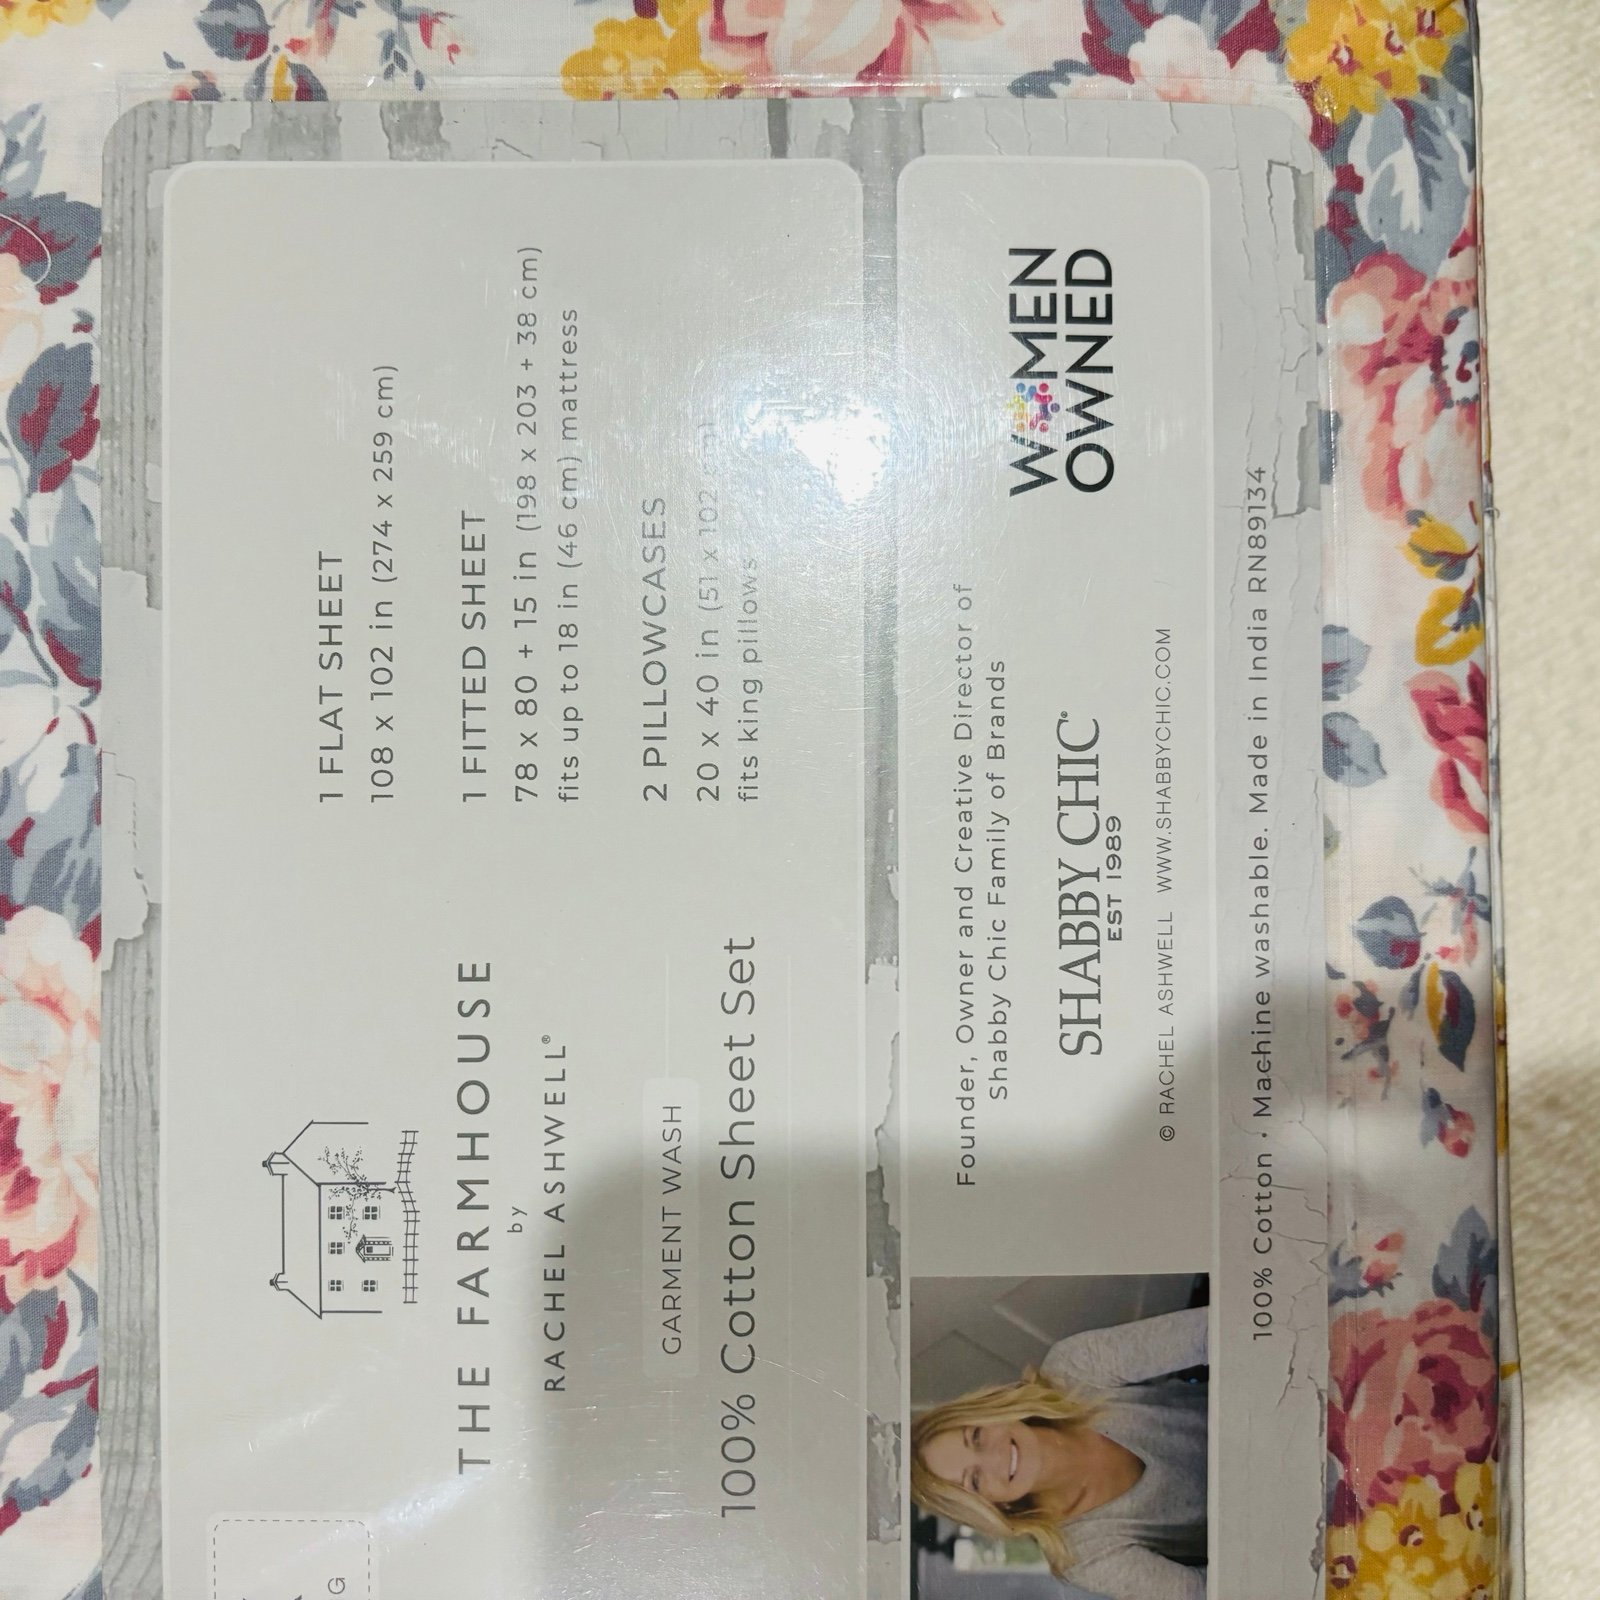 THE FARMHOUSE
by
RACHEL ASHWELL®
GARMENT WASH
100% Cotton Sheet Set
1 FLAT SHEET
108 x 102 in (274 x 259 cm)
1 FITTED SHEET
78 x 80 + 15 in (198 x 203 + 38 cm)
fits up to 18 in (46 cm) mattress
2 PILLOWCASES
20 x 40 in (51 x 102 cm)
fits king pillows
G
Founder, Owner and Creative Director of
Shabby Chic Family of Brands
SHABBY CHIC®
EST 1989
© RACHEL ASHWELL WWW.SHABBYCHIC.COM
WOMEN
OWNED
100% Cotton • Machine washable. Made in India RN89134